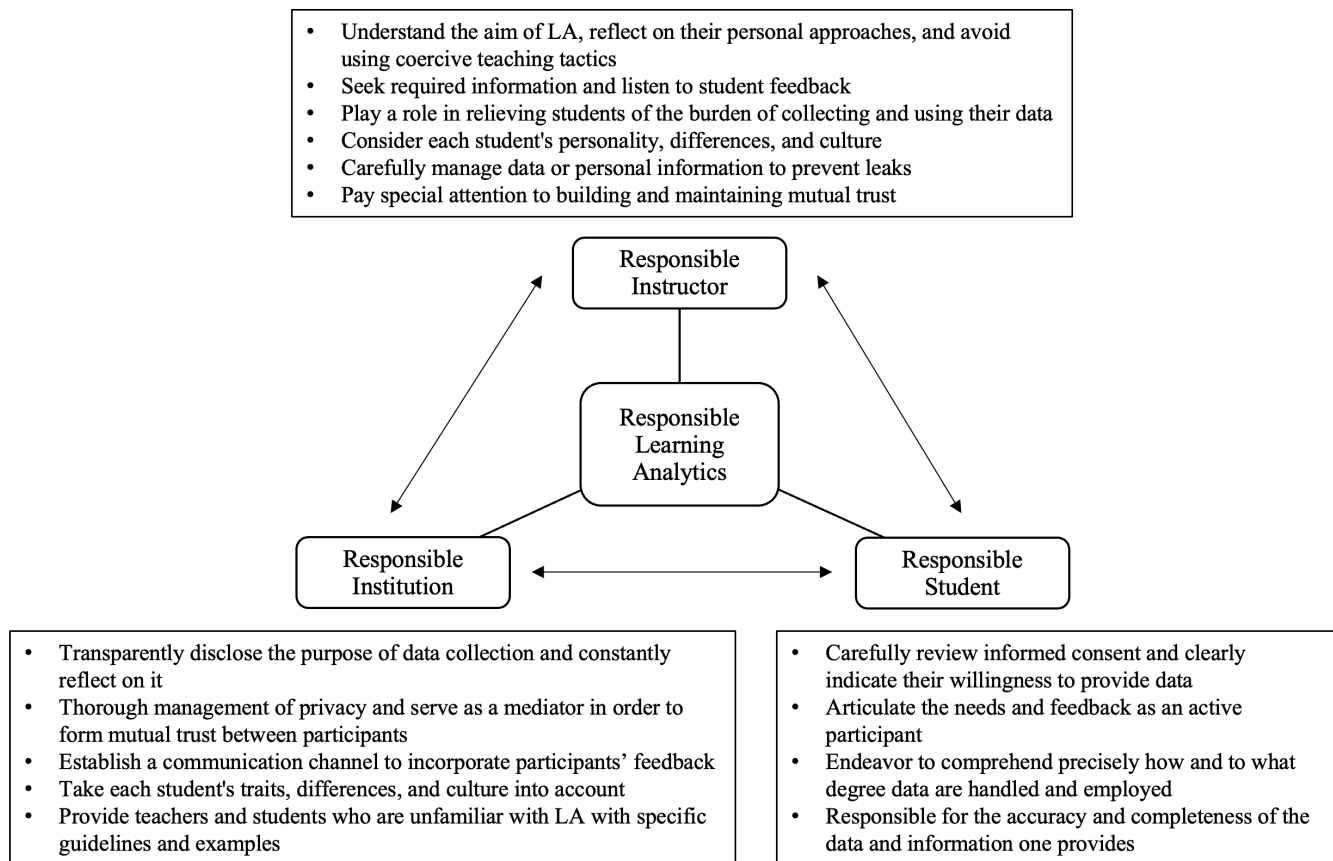 • Understand the aim of LA, reflect on their personal approaches, and avoid
using coercive teaching tactics
• Seek required information and listen to student feedback
• Play a role in relieving students of the burden of collecting and using their data
• Consider each student's personality, differences, and culture
• Carefully manage data or personal information to prevent leaks
• Pay special attention to building and maintaining mutual trust
Responsible
Instructor
Responsible
Learning
Analytics
Responsible
Institution
Responsible
Student
• Transparently disclose the purpose of data collection and constantly
reflect on it
• Thorough management of privacy and serve as a mediator in order to
form mutual trust between participants
• Establish a communication channel to incorporate participants’ feedback
• Take each student's traits, differences, and culture into account
• Provide teachers and students who are unfamiliar with LA with specific
guidelines and examples
• Carefully review informed consent and clearly
indicate their willingness to provide data
• Articulate the needs and feedback as an active
participant
• Endeavor to comprehend precisely how and to what
degree data are handled and employed
• Responsible for the accuracy and completeness of the
data and information one provides